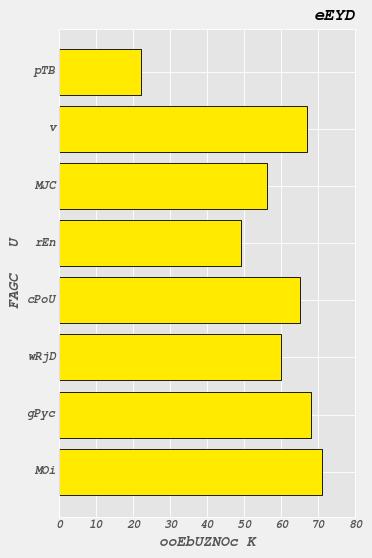 eEYD
pTB
v
MJC
rEn
cPoU
wRjD
gPyc
MOi
FAGC  U
0 10 20 30 40 50 60 70 80
ooEbUZNOc K